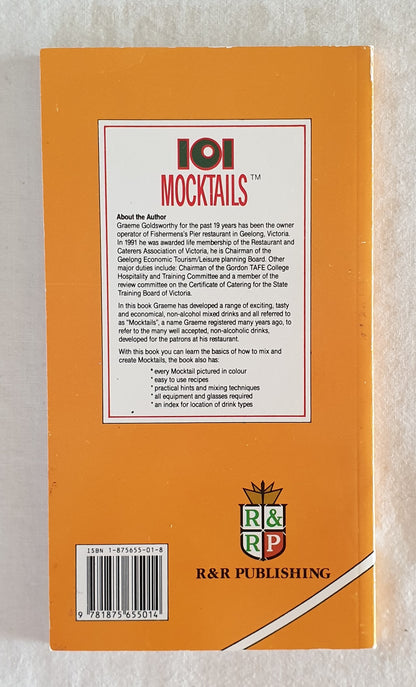 101
MOCKTAILS™
About the Author
Graeme Goldsworthy for the past 19 years has been the owner
operator of Fishermens's Pier restaurant in Geelong, Victoria.
In 1991 he was awarded life membership of the Restaurant and
Caterers Association of Victoria, he is Chairman of the
Geelong Economic Tourism/Leisure planning Board. Other
major duties include: Chairman of the Gordon TAFE College
Hospitality and Training Committee and a member of the
review committee on the Certificate of Catering for the State
Training Board of Victoria.
In this book Graeme has developed a range of exciting, tasty
and economical, non-alcohol mixed drinks and all referred to
as "Mocktails", a name Graeme registered many years ago, to
refer to the many well accepted, non-alcoholic drinks,
developed for the patrons at his restaurant.
With this book you can learn the basics of how to mix and
create Mocktails, the book also has:
* every Mocktail pictured in colour
* easy to use recipes
* practical hints and mixing techniques
* all equipment and glasses required
* an index for location of drink types
ISBN 1-875655-01-8
9 781875 655014
R&
RP
R&R PUBLISHING